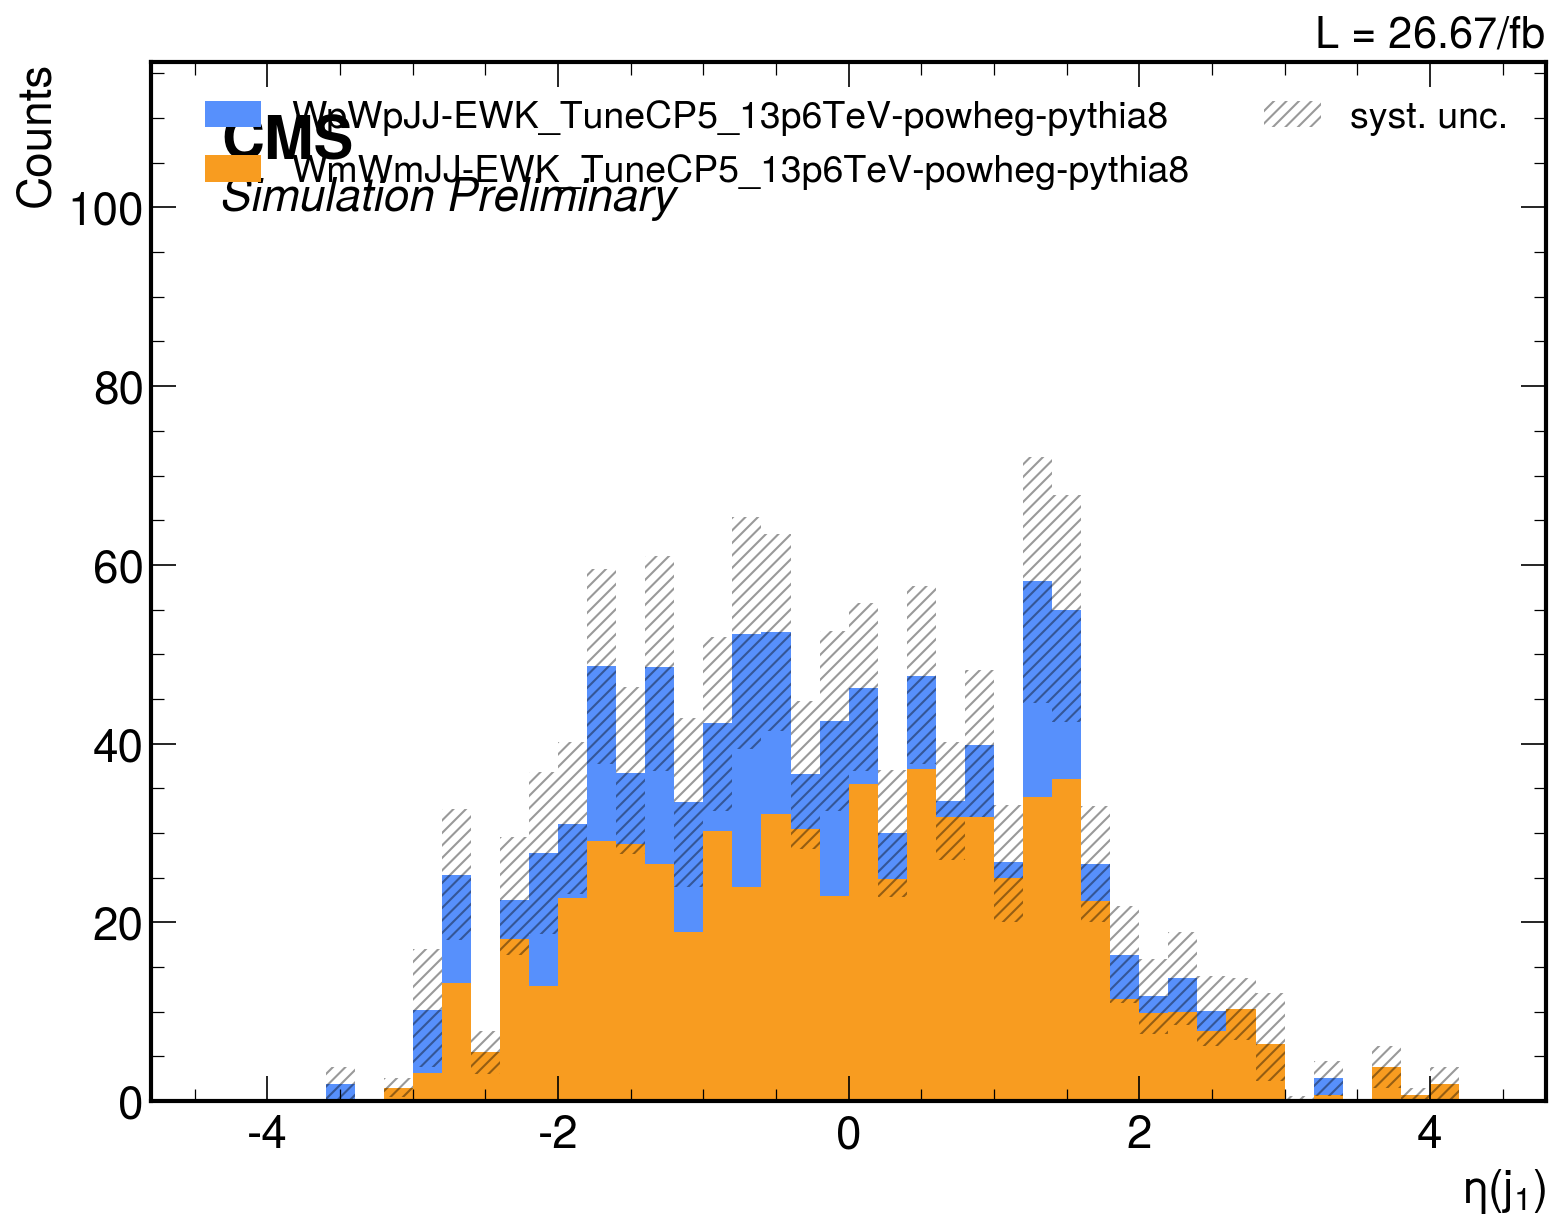 L = 26.67/fb
Counts
WpWpJJ-EWK_TuneCP5_13p6TeV-powheg-pythia8
syst. unc.
CMS
WmWmJJ-EWK_TuneCP5_13p6TeV-powheg-pythia8
Simulation Preliminary
100
80
60
40
20
0
-4 -2 0 2 4
η(j₁)